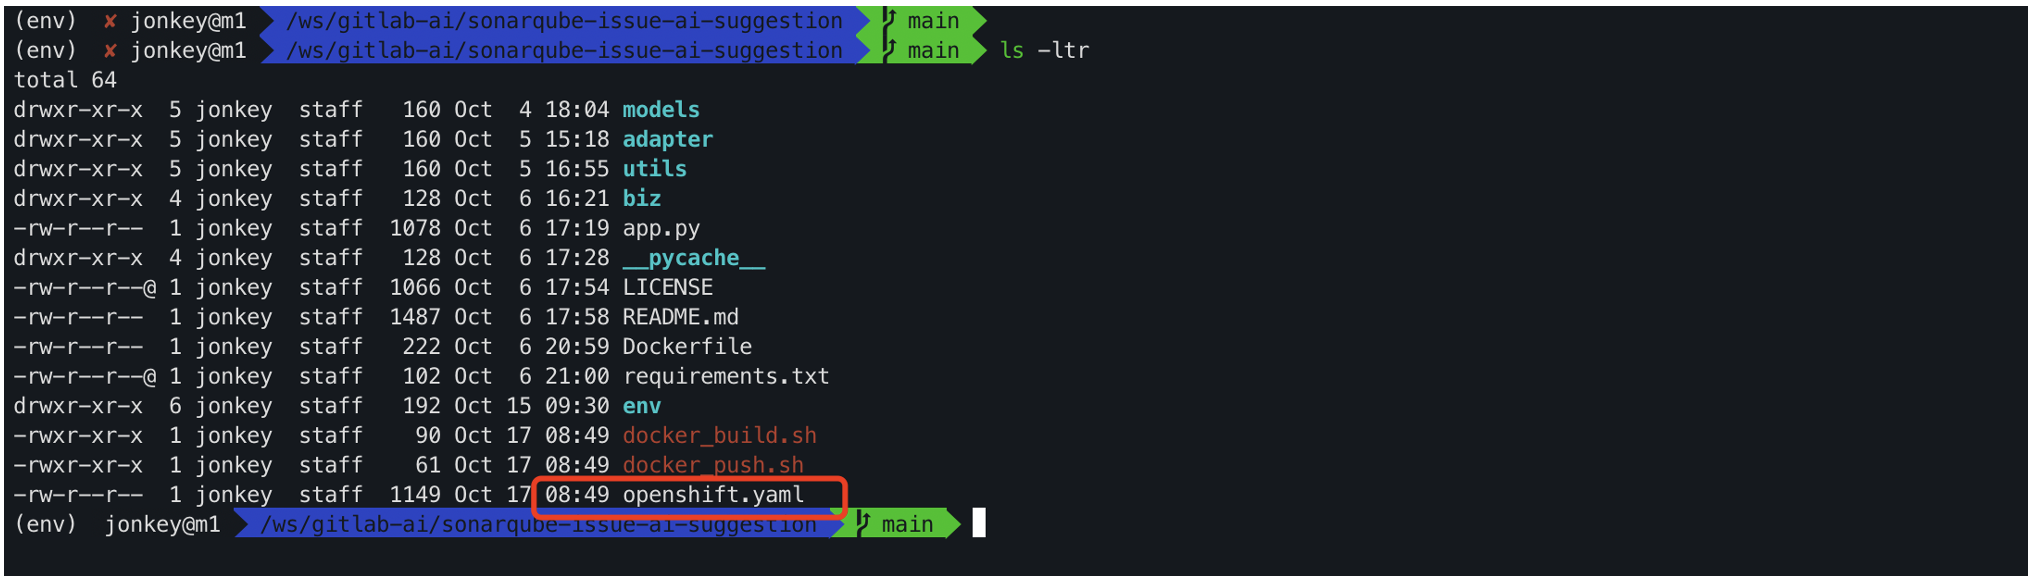 (env) ✘ jonkey@m1 /ws/gitlab-ai/sonarqube-issue-ai-suggestion main
(env) ✘ jonkey@m1 /ws/gitlab-ai/sonarqube-issue-ai-suggestion main ls -ltr
total 64
drwxr-xr-x 5 jonkey staff 160 Oct 4 18:04 models
drwxr-xr-x 5 jonkey staff 160 Oct 5 15:18 adapter
drwxr-xr-x 5 jonkey staff 160 Oct 5 16:55 utils
drwxr-xr-x 4 jonkey staff 128 Oct 6 16:21 biz
-rw-r--r-- 1 jonkey staff 1078 Oct 6 17:19 app.py
drwxr-xr-x 4 jonkey staff 128 Oct 6 17:28 __pycache__
-rw-r--r--@ 1 jonkey staff 1066 Oct 6 17:54 LICENSE
-rw-r--r-- 1 jonkey staff 1487 Oct 6 17:58 README.md
-rw-r--r-- 1 jonkey staff 222 Oct 6 20:59 Dockerfile
-rw-r--r--@ 1 jonkey staff 102 Oct 6 21:00 requirements.txt
drwxr-xr-x 6 jonkey staff 192 Oct 15 09:30 env
-rwxr-xr-x 1 jonkey staff 90 Oct 17 08:49 docker_build.sh
-rwxr-xr-x 1 jonkey staff 61 Oct 17 08:49 docker_push.sh
-rw-r--r-- 1 jonkey staff 1149 Oct 17 08:49 openshift.yaml
(env) jonkey@m1 /ws/gitlab-ai/sonarqube-issue-ai-suggestion main